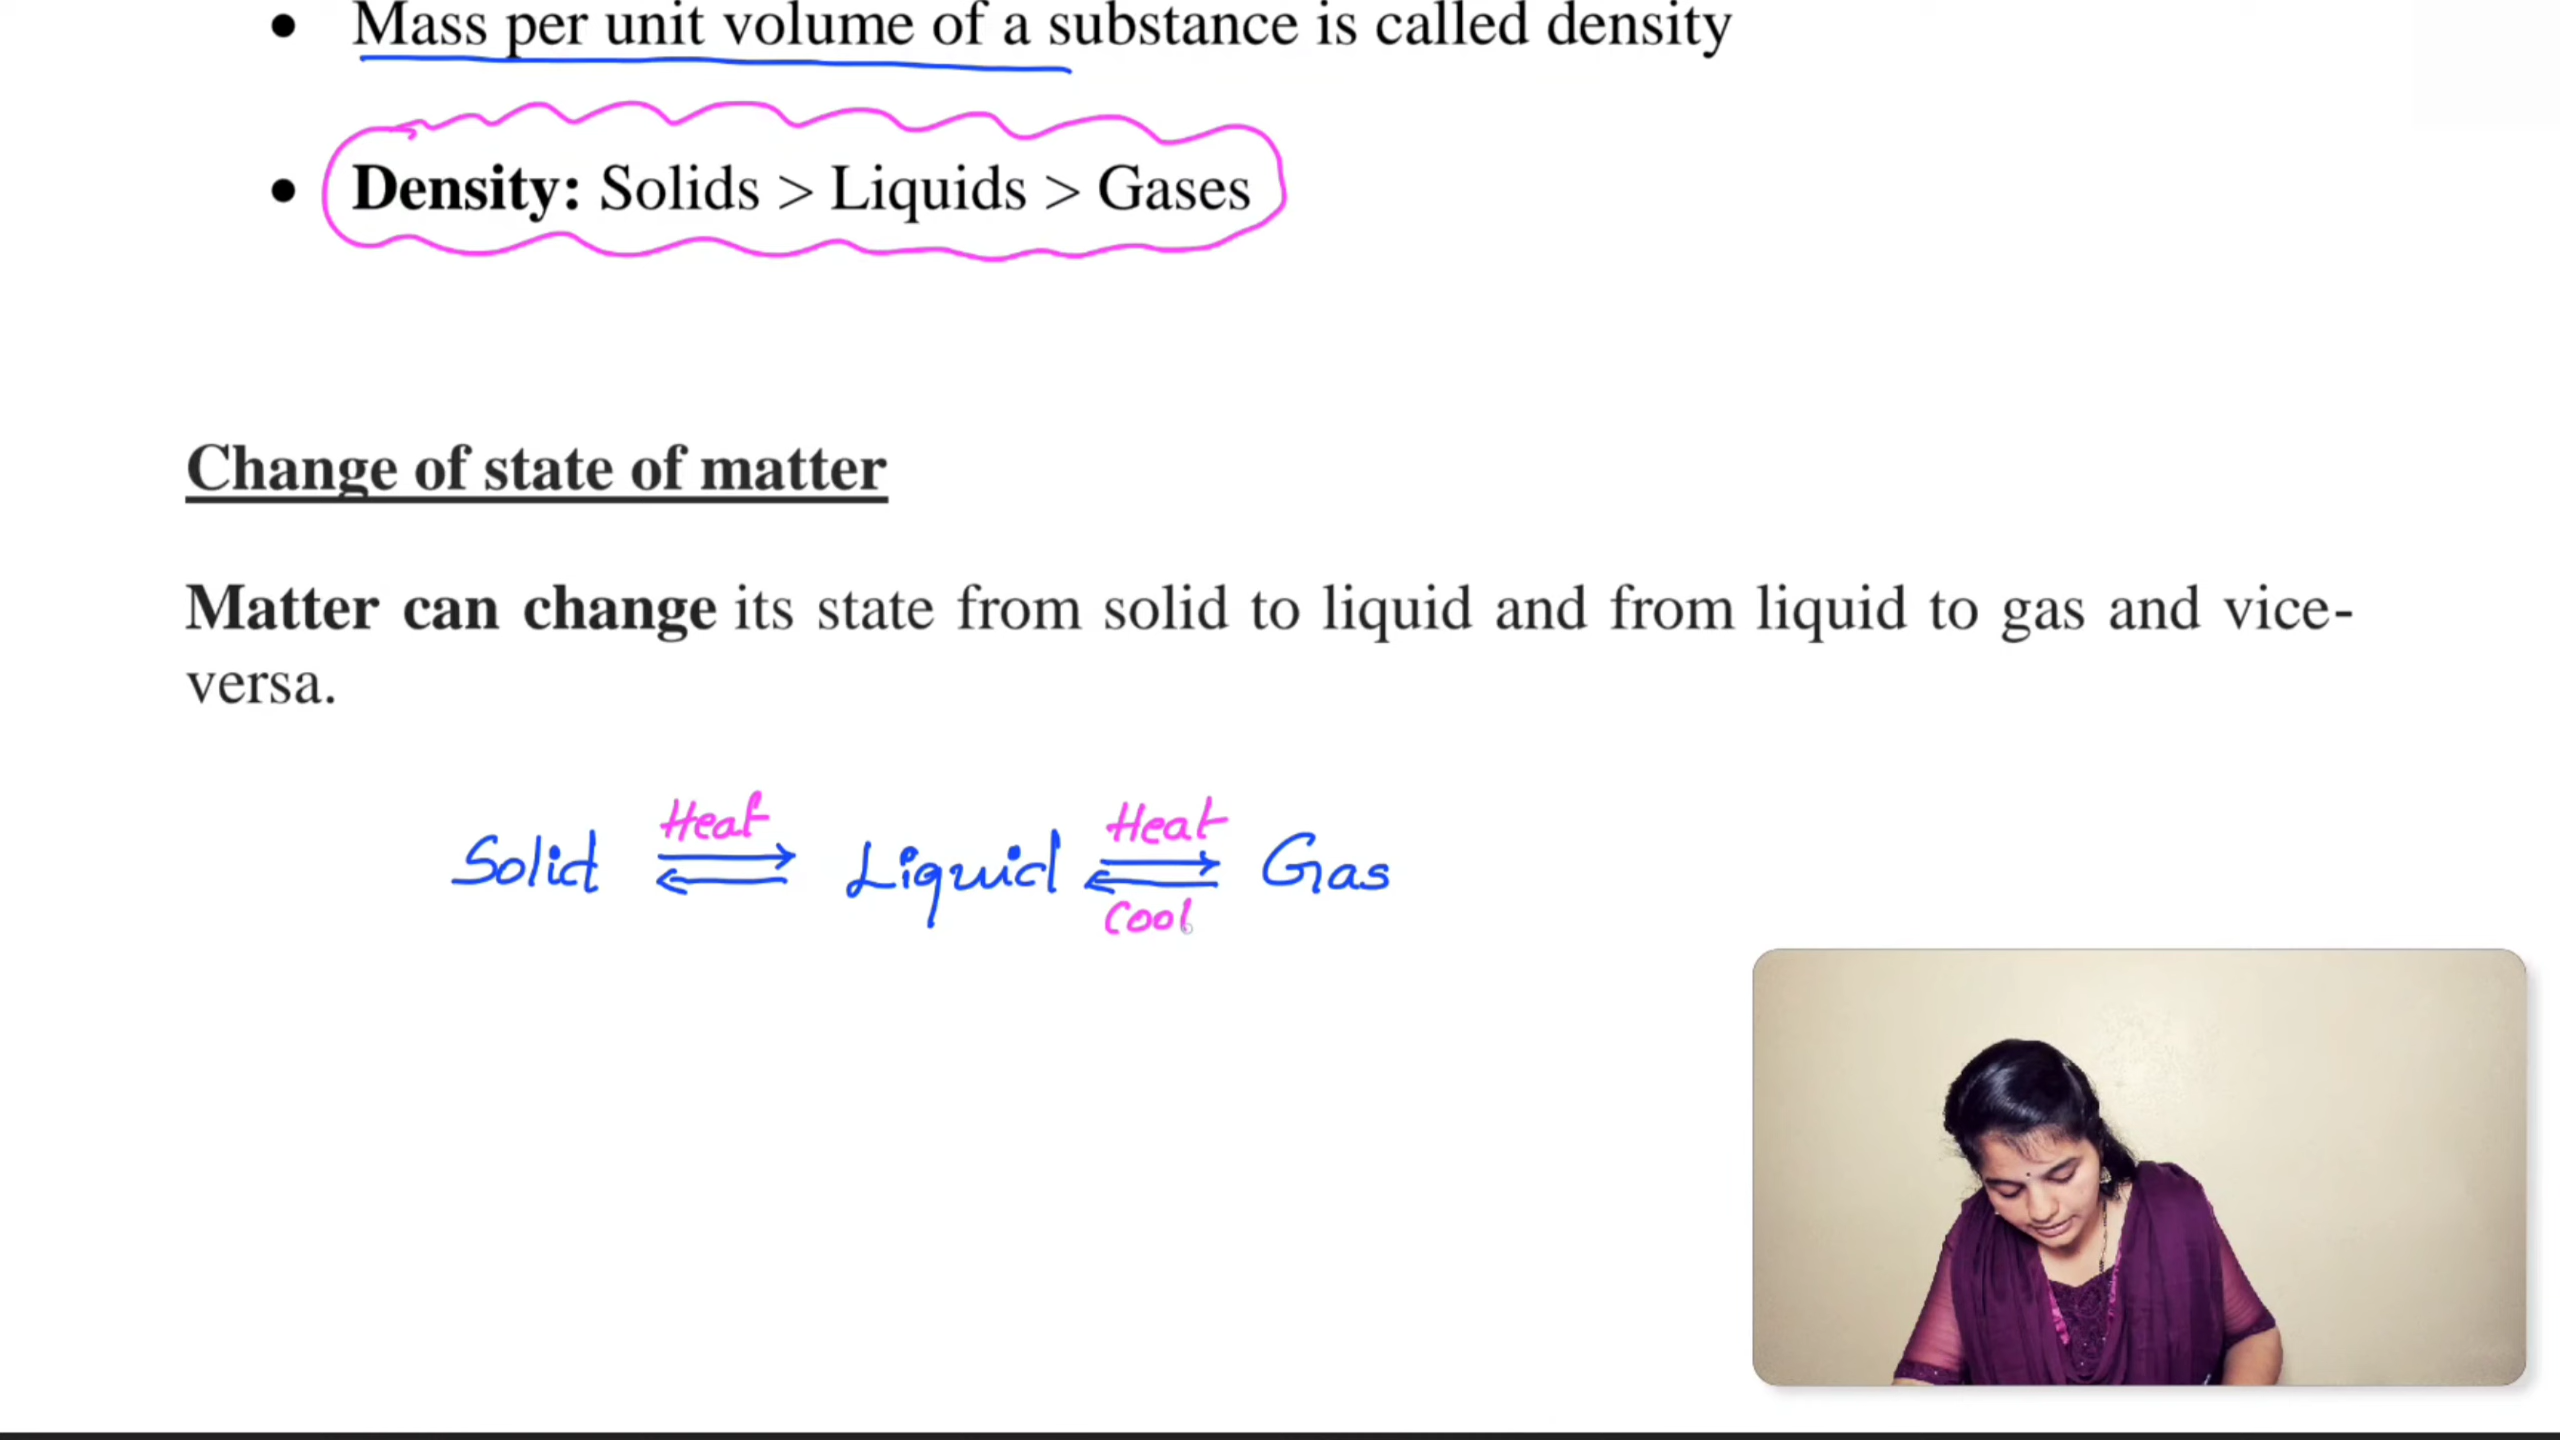 • Mass per unit volume of a substance is called density
• Density: Solids > Liquids > Gases
Change of state of matter
Matter can change its state from solid to liquid and from liquid to gas and vice-
versa.
Heat Heat
Solid ⇌ Liquid ⇌ Gas
Cool